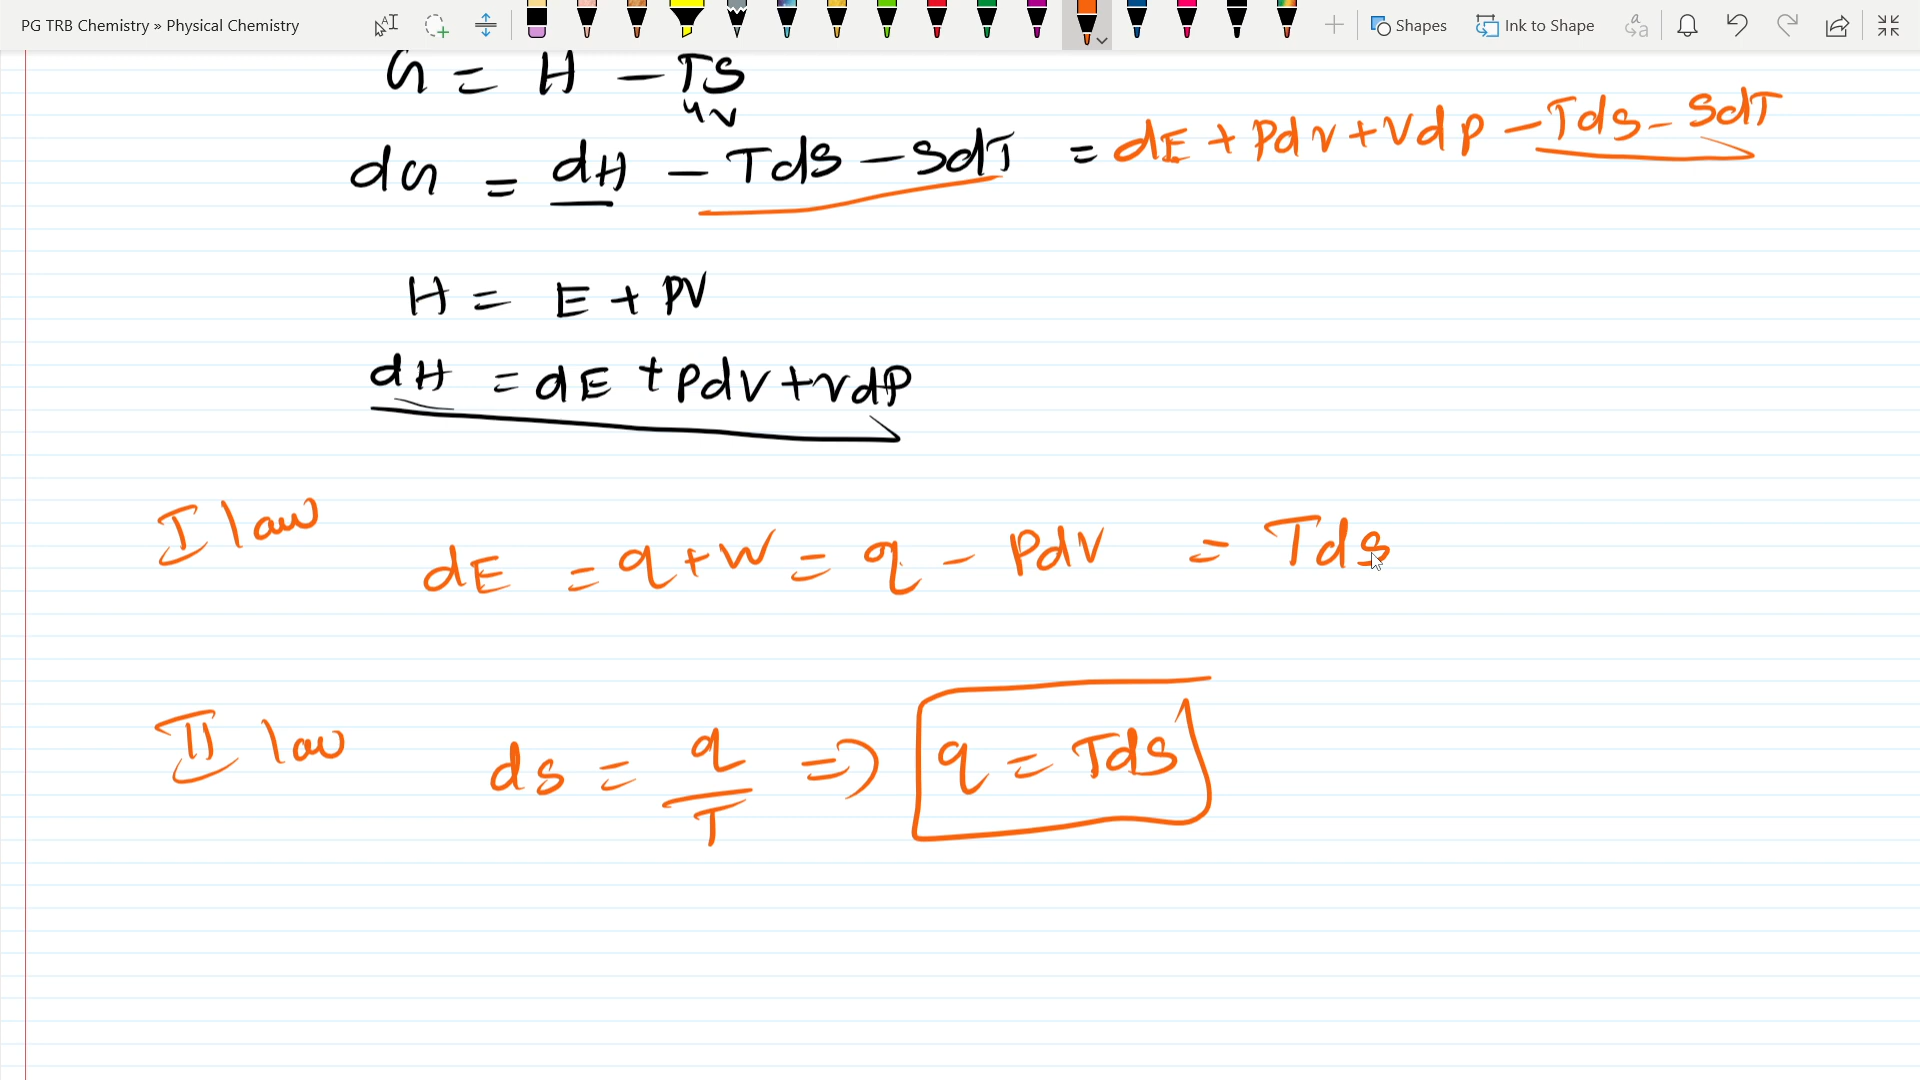 PG TRB Chemistry » Physical Chemistry
Shapes
Ink to Shape
G = H - TS
uv
dG = dH - TdS - SdT = dE + Pdv + Vdp - Tds - SdT
H = E + PV
dH = dE + PdV + VdP
I law
dE = q + W = q - PdV = Tds
II law
ds = q/T => q = Tds